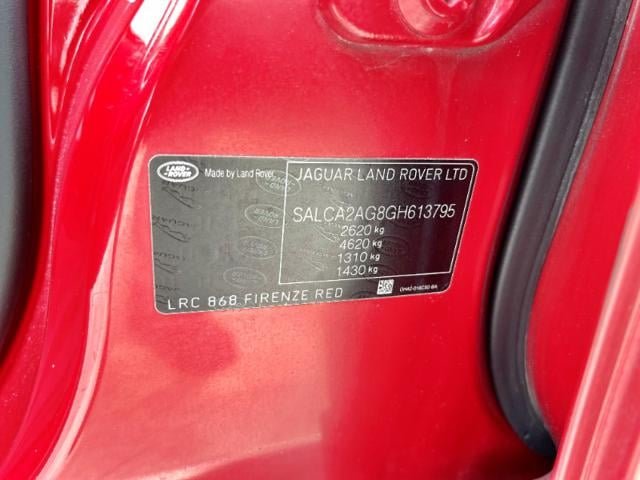 LAND-
ROVER
Made by Land Rover
JAGUAR LAND ROVER LTD
SALCA2AG8GH613795
2620 kg
4620 kg
1310 kg
1430 kg
LRC 868 FIRENZE RED